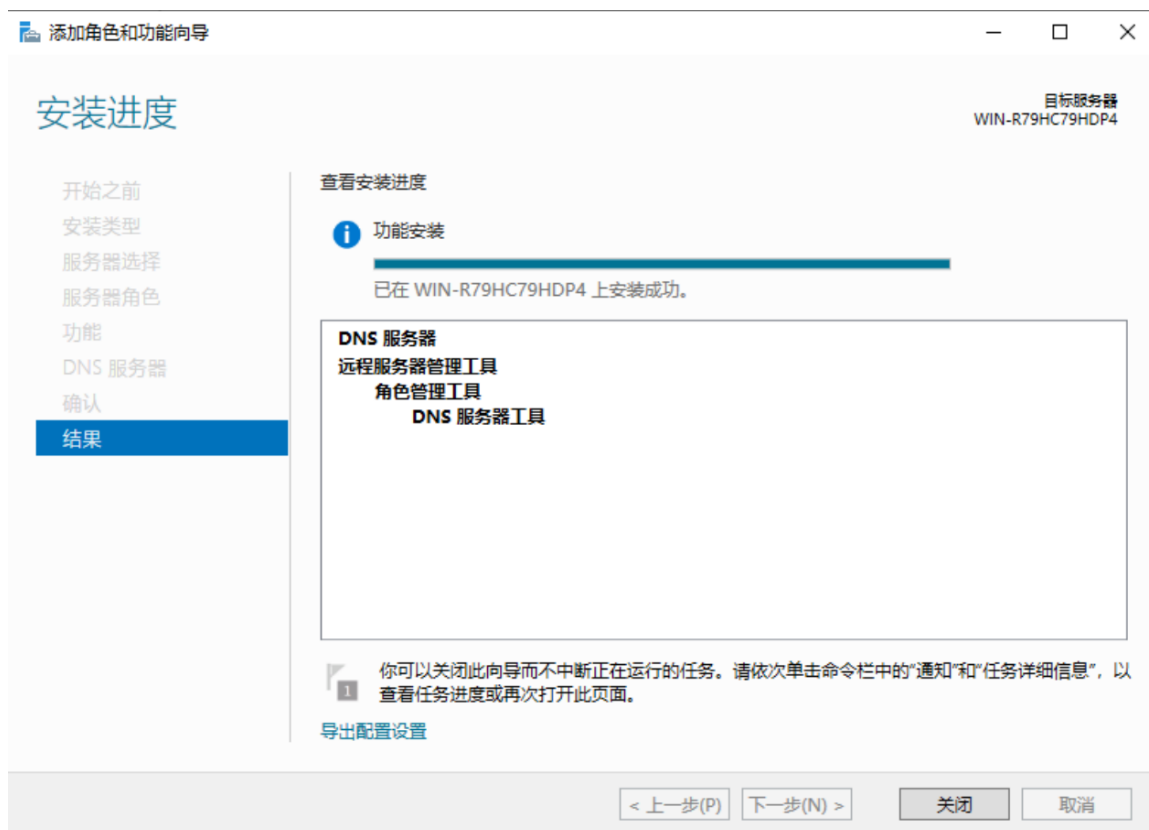 添加角色和功能向导
安装进度
目标服务器
WIN-R79HC79HDP4
开始之前
安装类型
服务器选择
服务器角色
功能
DNS 服务器
确认
结果
查看安装进度
功能安装
已在 WIN-R79HC79HDP4 上安装成功。
DNS 服务器
远程服务器管理工具
角色管理工具
DNS 服务器工具
1
你可以关闭此向导而不中断正在运行的任务。请依次单击命令栏中的“通知”和“任务详细信息”，以
查看任务进度或再次打开此页面。
导出配置设置
< 上一步(P)
下一步(N) >
关闭
取消